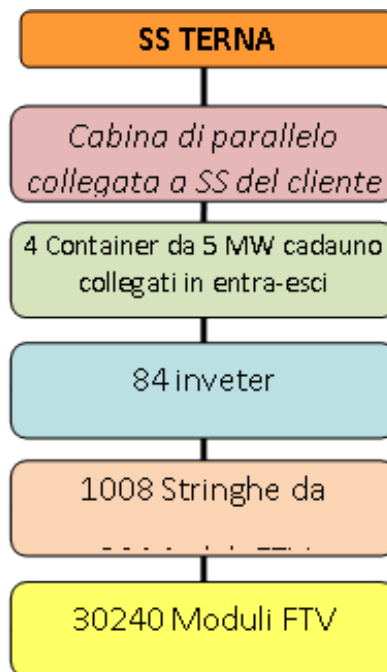 SS TERNA
Cabina di parallelo
collegata a SS del cliente
4 Container da 5 MW cadauno
collegati in entra-esci
84 inveter
1008 Stringhe da
30240 Moduli FTV